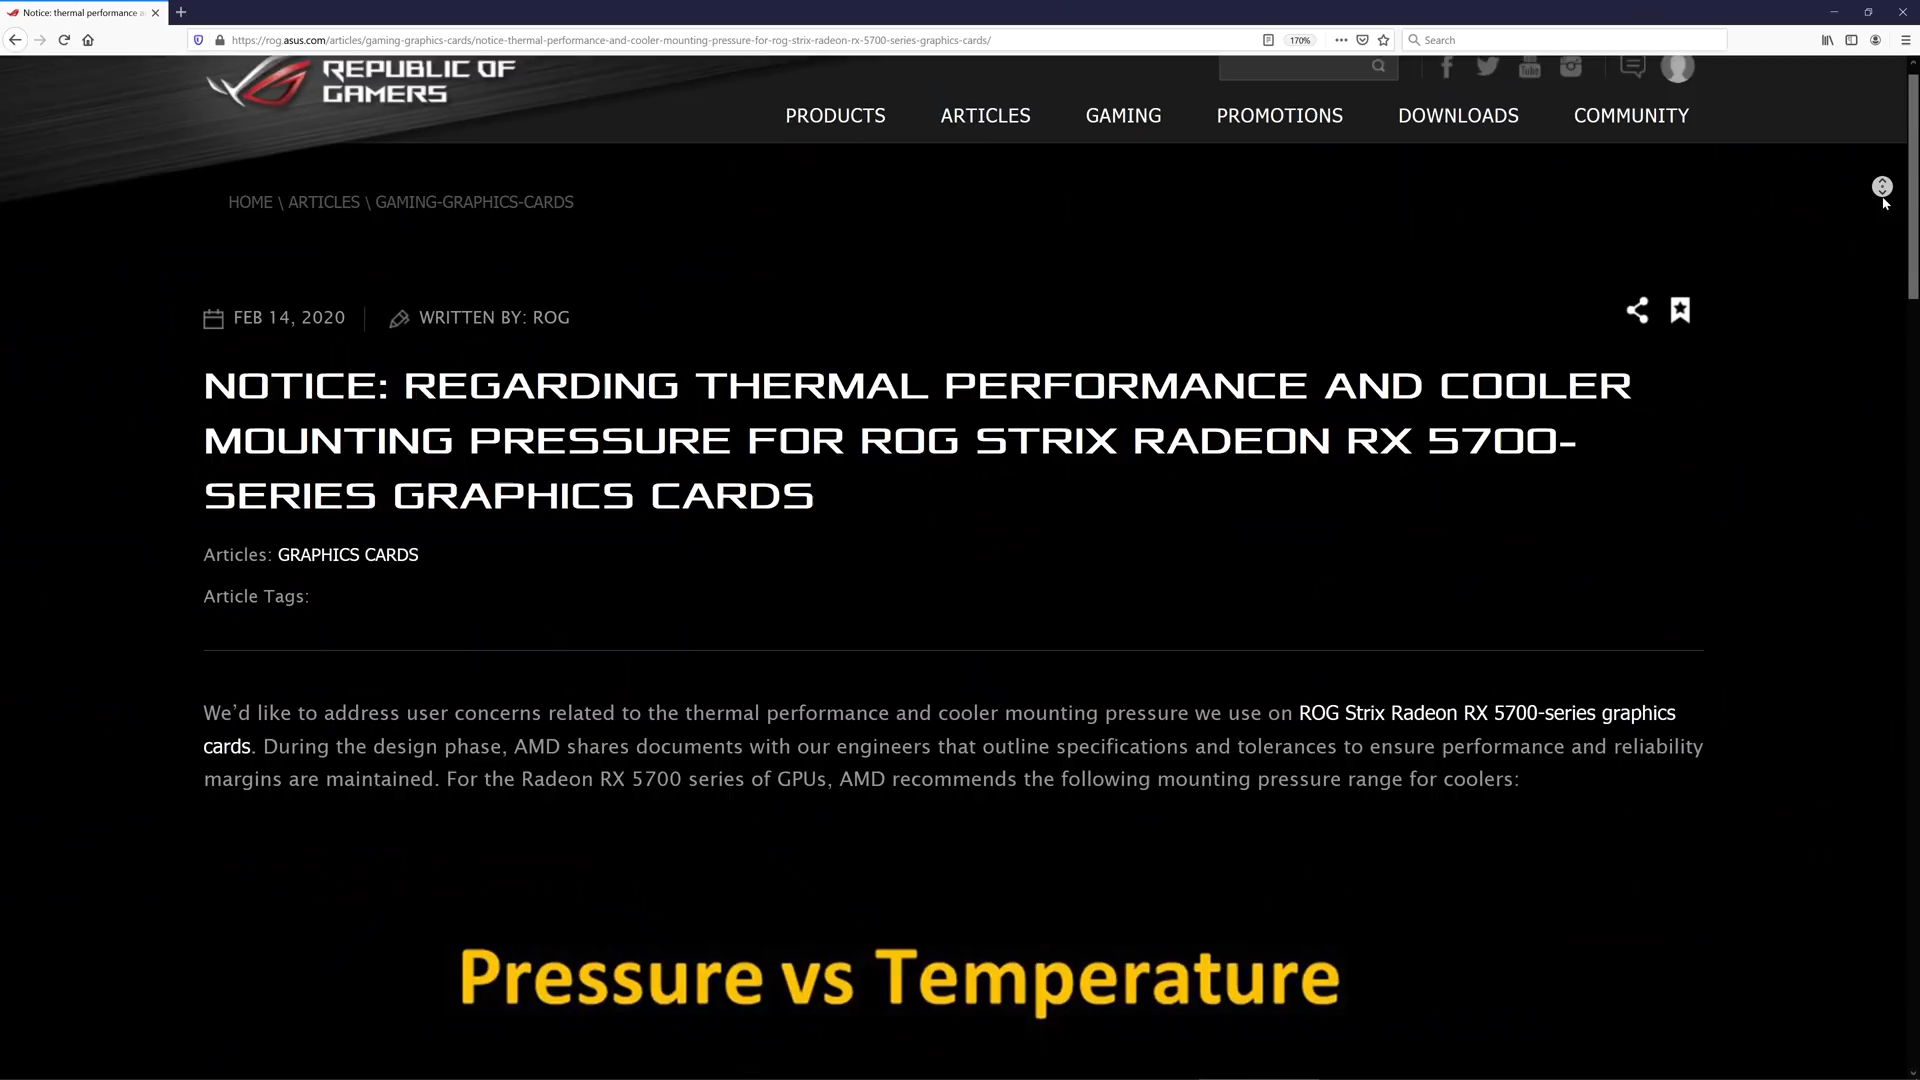 Notice: thermal performance a
https://rog.asus.com/articles/gaming-graphics-cards/notice-thermal-performance-and-cooler-mounting-pressure-for-rog-strix-radeon-rx-5700-series-graphics-cards/
170%
Search
REPUBLIC OF
GAMERS
PRODUCTS ARTICLES GAMING PROMOTIONS DOWNLOADS COMMUNITY
HOME \ ARTICLES \ GAMING-GRAPHICS-CARDS
FEB 14, 2020 WRITTEN BY: ROG
NOTICE: REGARDING THERMAL PERFORMANCE AND COOLER
MOUNTING PRESSURE FOR ROG STRIX RADEON RX 5700-
SERIES GRAPHICS CARDS
Articles: GRAPHICS CARDS
Article Tags:
We'd like to address user concerns related to the thermal performance and cooler mounting pressure we use on ROG Strix Radeon RX 5700-series graphics
cards. During the design phase, AMD shares documents with our engineers that outline specifications and tolerances to ensure performance and reliability
margins are maintained. For the Radeon RX 5700 series of GPUs, AMD recommends the following mounting pressure range for coolers:
Pressure vs Temperature